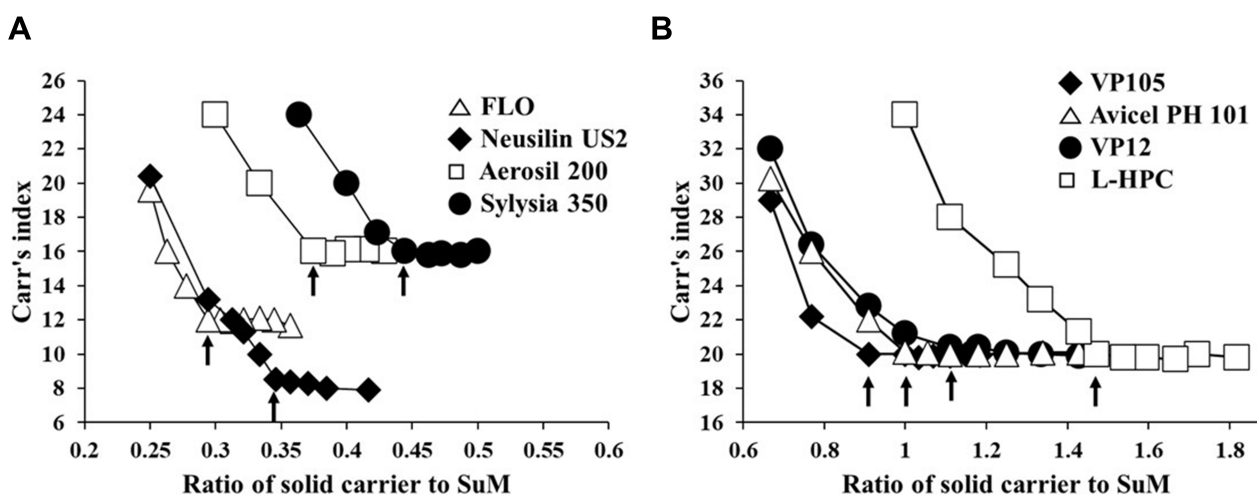 A
Carr's index
26
24
22
20
18
16
14
12
10
8
6
0.2 0.25 0.3 0.35 0.4 0.45 0.5 0.55 0.6
Ratio of solid carrier to SuM
FLO
Neusilin US2
Aerosil 200
Sylysia 350
B
Carr's index
36
34
32
30
28
26
24
22
20
18
16
0.6 0.8 1 1.2 1.4 1.6 1.8
Ratio of solid carrier to SuM
VP105
Avicel PH 101
VP12
L-HPC